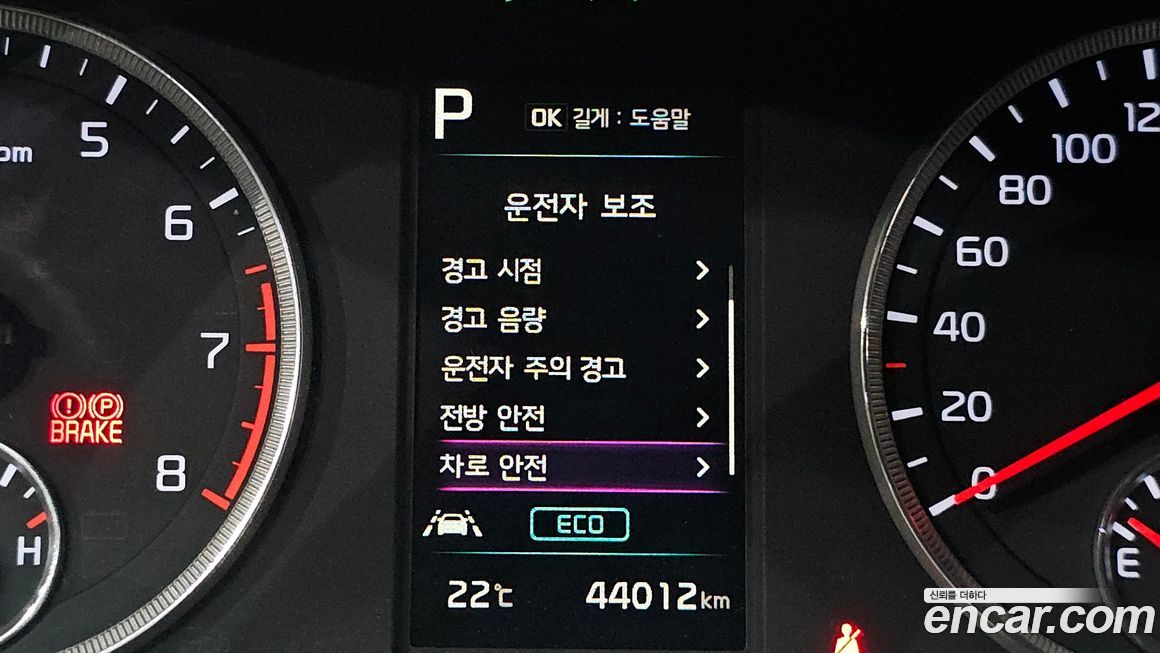 P
OK 길게 : 도움말
운전자 보조
경고 시점
경고 음량
운전자 주의 경고
전방 안전
차로 안전
ECO
22℃ 44012km
5
6
7
8
H
BRAKE
P
100
80
60
40
20
0
E
신뢰를 더하다
encar.com